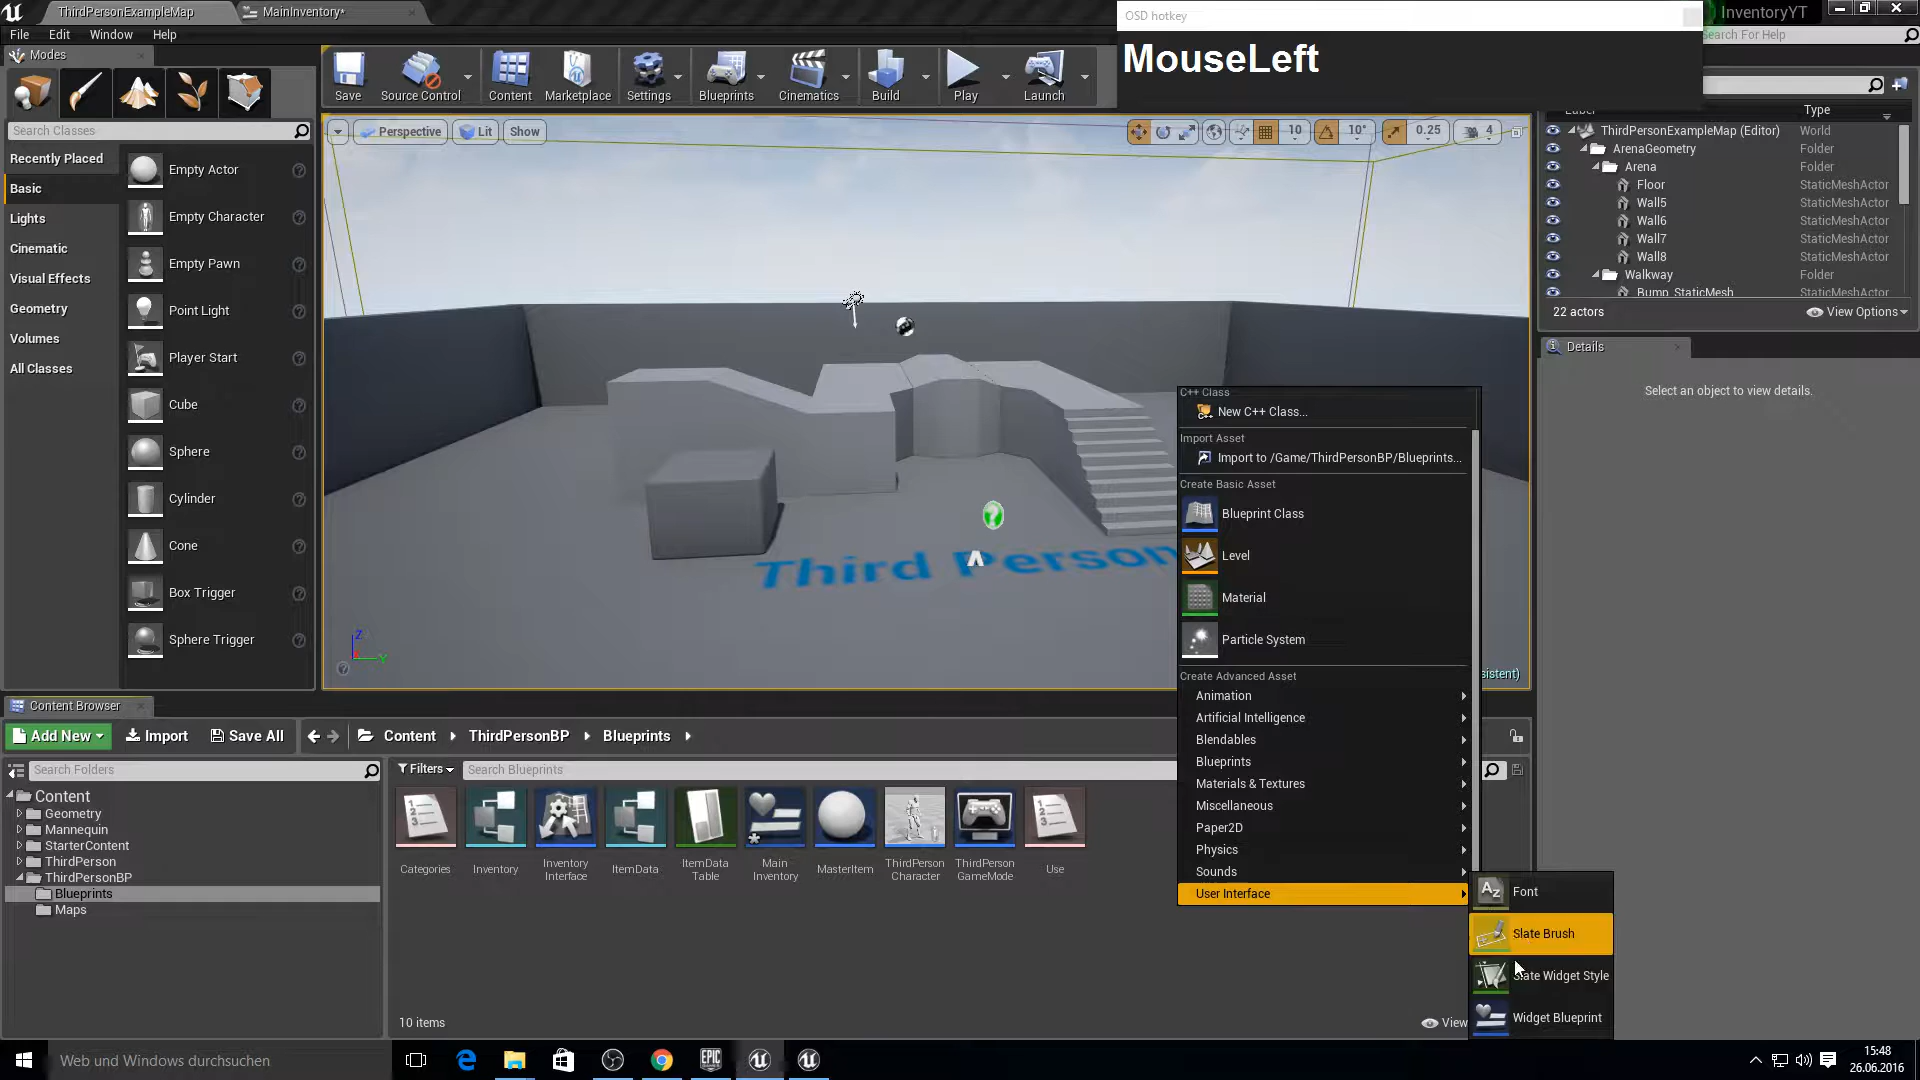 ThirdPersonExampleMap
MainInventory*
OSD hotkey
InventoryYT
File
Edit
Window
Help
MouseLeft
Search For Help
Modes
Save
Source Control
Content
Marketplace
Settings
Blueprints
Cinematics
Build
Play
Launch
Label
Type
Search Classes
Perspective
Lit
Show
10
10°
0.25
4
ThirdPersonExampleMap (Editor)
World
ArenaGeometry
Folder
Arena
Folder
Floor
StaticMeshActor
Wall5
StaticMeshActor
Wall6
StaticMeshActor
Wall7
StaticMeshActor
Wall8
StaticMeshActor
Walkway
Folder
Bump_StaticMesh
StaticMeshActor
22 actors
View Options
Details
Select an object to view details.
Recently Placed
Basic
Lights
Cinematic
Visual Effects
Geometry
Volumes
All Classes
Empty Actor
Empty Character
Empty Pawn
Point Light
Player Start
Cube
Sphere
Cylinder
Cone
Box Trigger
Sphere Trigger
Third Person
Z
Y
sistent)
C++ Class
New C++ Class...
Import Asset
Import to /Game/ThirdPersonBP/Blueprints...
Create Basic Asset
Blueprint Class
Level
Material
Particle System
Create Advanced Asset
Animation
Artificial Intelligence
Blendables
Blueprints
Materials & Textures
Miscellaneous
Paper2D
Physics
Sounds
User Interface
Font
Slate Brush
Slate Widget Style
Widget Blueprint
Content Browser
Add New
Import
Save All
Content
ThirdPersonBP
Blueprints
Search Folders
Filters
Search Blueprints
Content
Geometry
Mannequin
StarterContent
ThirdPerson
ThirdPersonBP
Blueprints
Maps
Categories
Inventory
Inventory
Interface
ItemData
ItemData
Table
Main
Inventory
MasterItem
ThirdPerson
Character
ThirdPerson
GameMode
Use
10 items
View
Web und Windows durchsuchen
EPIC
15:48
26.06.2016